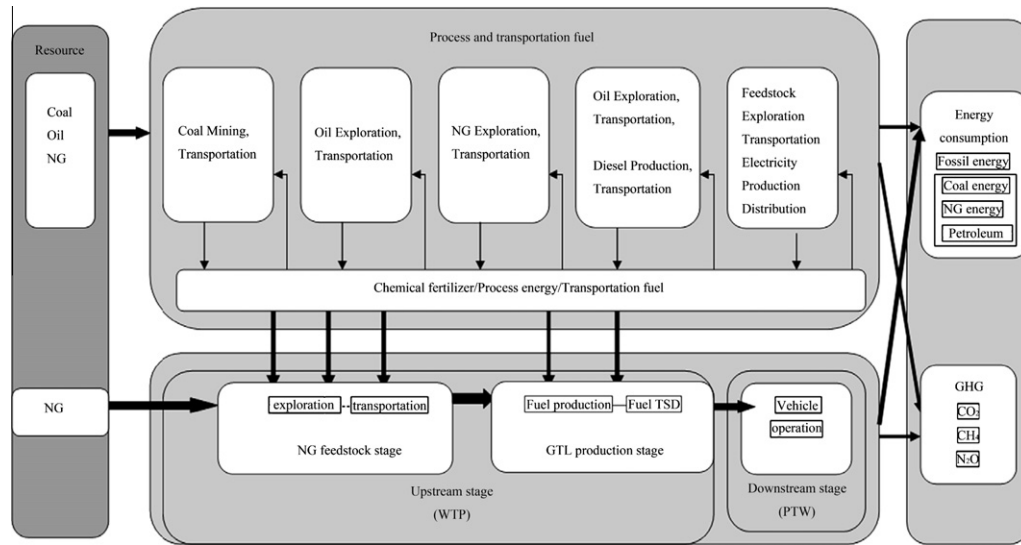 Resource
Coal
Oil
NG
Process and transportation fuel
Coal Mining,
Transportation
Oil Exploration,
Transportation
NG Exploration,
Transportation
Oil Exploration,
Transportation,
Diesel Production,
Transportation
Feedstock
Exploration
Transportation
Electricity
Production
Distribution
Chemical fertilizer/Process energy/Transportation fuel
Energy
consumption
Fossil energy
Coal energy
NG energy
Petroleum
NG
exploration
transportation
NG feedstock stage
Fuel production
Fuel TSD
GTL production stage
Upstream stage
(WTP)
Vehicle
operation
Downstream stage
(PTW)
GHG
CO₂
CH₄
N₂O